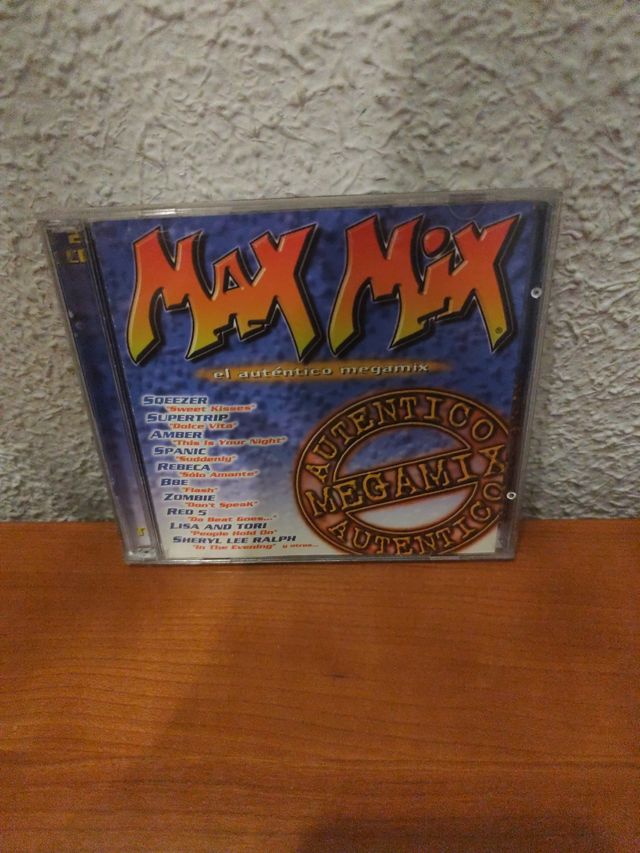 MAX MiX
®
el auténtico megamix
SQEEZER
"Sweet Kisses"
SUPERTRIP
"Dolce Vita"
AMBER
"This Is Your Night"
SPANIC
"Suddenly"
REBECA
"Sólo Amante"
BBE
"Flash"
ZOMBIE
"Don't Speak"
RED 5
"Da Beat Goes..."
LISA AND TORI
"People Hold On"
SHERYL LEE RALPH
"In The Evening" y otros...
AUTENTICO
MEGAMIX
AUTENTICO